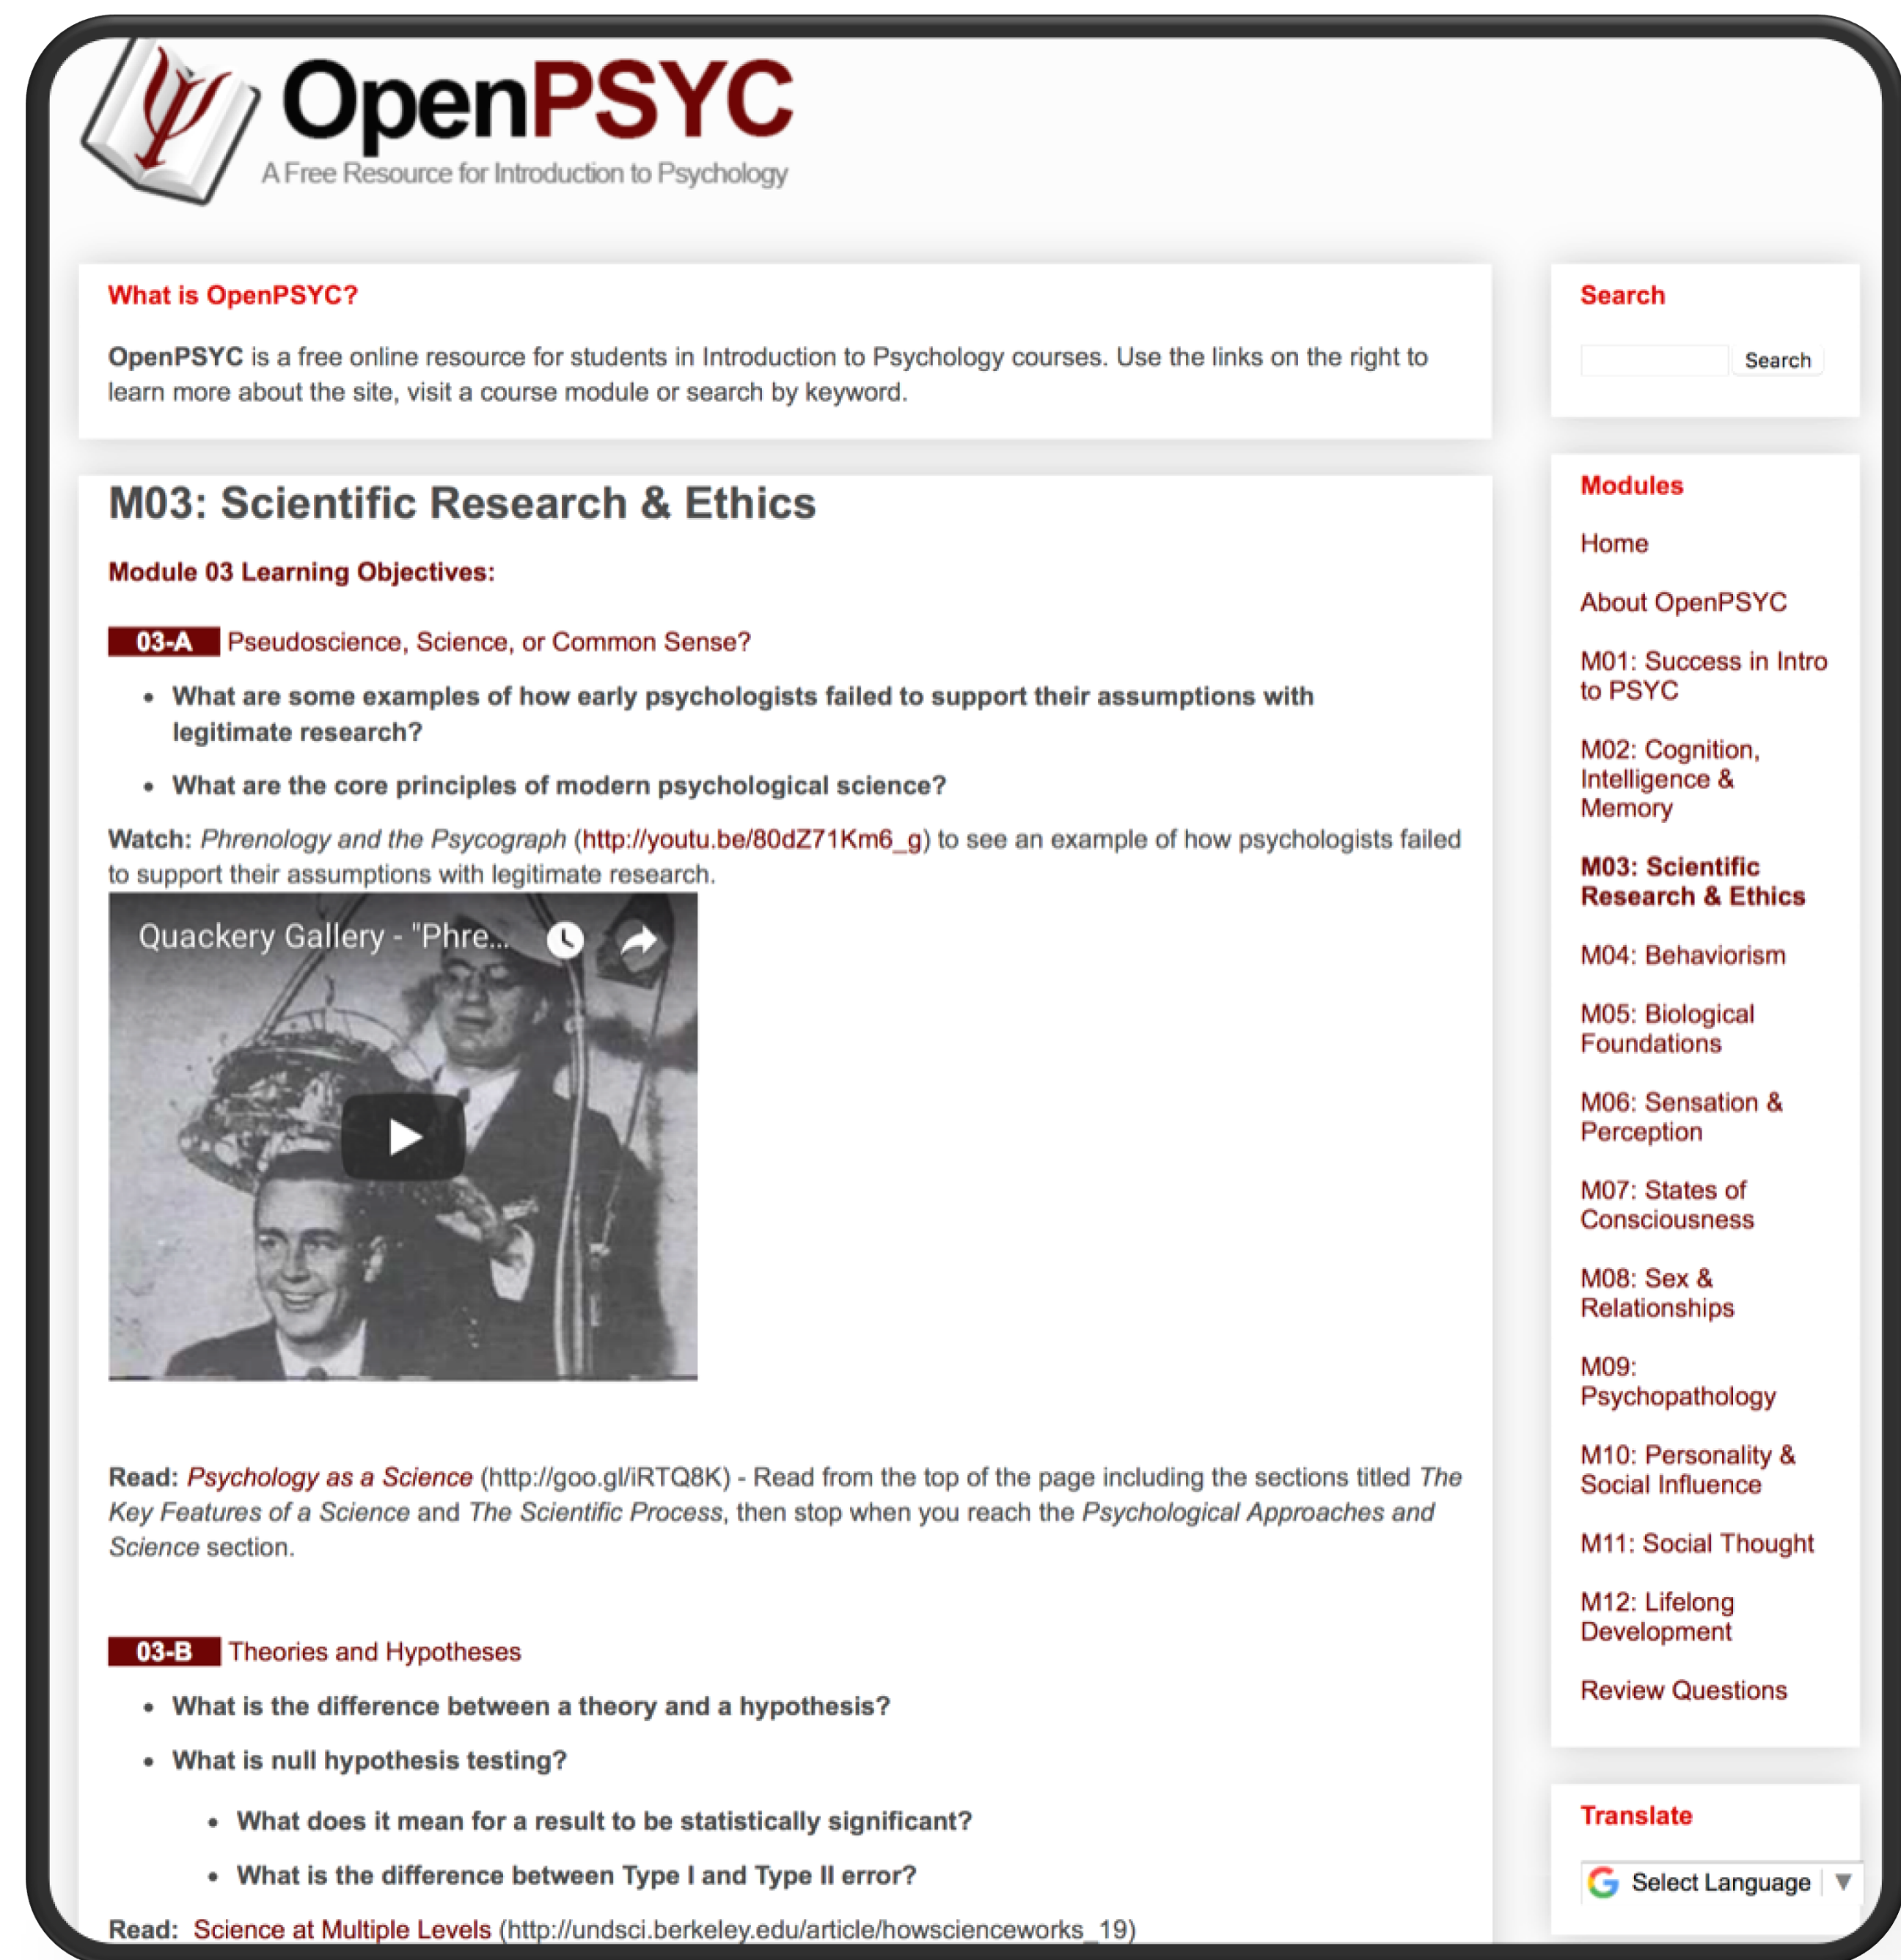 OpenPSYC
A Free Resource for Introduction to Psychology
What is OpenPSYC?
OpenPSYC is a free online resource for students in Introduction to Psychology courses. Use the links on the right to
learn more about the site, visit a course module or search by keyword.
M03: Scientific Research & Ethics
Module 03 Learning Objectives:
03-A Pseudoscience, Science, or Common Sense?
• What are some examples of how early psychologists failed to support their assumptions with
legitimate research?
• What are the core principles of modern psychological science?
Watch: Phrenology and the Psycograph (http://youtu.be/80dZ71Km6_g) to see an example of how psychologists failed
to support their assumptions with legitimate research.
Quackery Gallery - "Phre...
Read: Psychology as a Science (http://goo.gl/iRTQ8K) - Read from the top of the page including the sections titled The
Key Features of a Science and The Scientific Process, then stop when you reach the Psychological Approaches and
Science section.
03-B Theories and Hypotheses
• What is the difference between a theory and a hypothesis?
• What is null hypothesis testing?
• What does it mean for a result to be statistically significant?
• What is the difference between Type I and Type II error?
Read: Science at Multiple Levels (http://undsci.berkeley.edu/article/howscienceworks_19)
Search
Search
Modules
Home
About OpenPSYC
M01: Success in Intro
to PSYC
M02: Cognition,
Intelligence &
Memory
M03: Scientific
Research & Ethics
M04: Behaviorism
M05: Biological
Foundations
M06: Sensation &
Perception
M07: States of
Consciousness
M08: Sex &
Relationships
M09:
Psychopathology
M10: Personality &
Social Influence
M11: Social Thought
M12: Lifelong
Development
Review Questions
Translate
Select Language